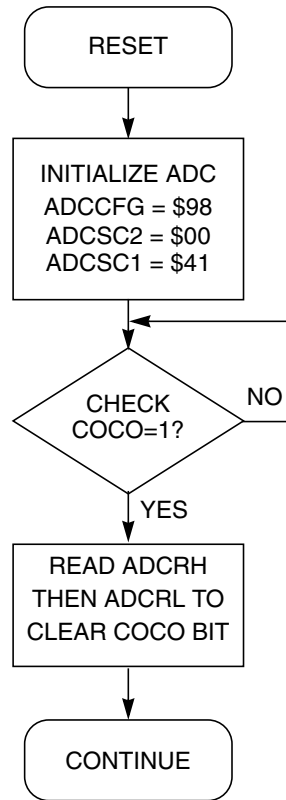 RESET
INITIALIZE ADC
ADCCFG = $98
ADCSC2 = $00
ADCSC1 = $41
CHECK
COCO=1?
NO
YES
READ ADCRH
THEN ADCRL TO
CLEAR COCO BIT
CONTINUE